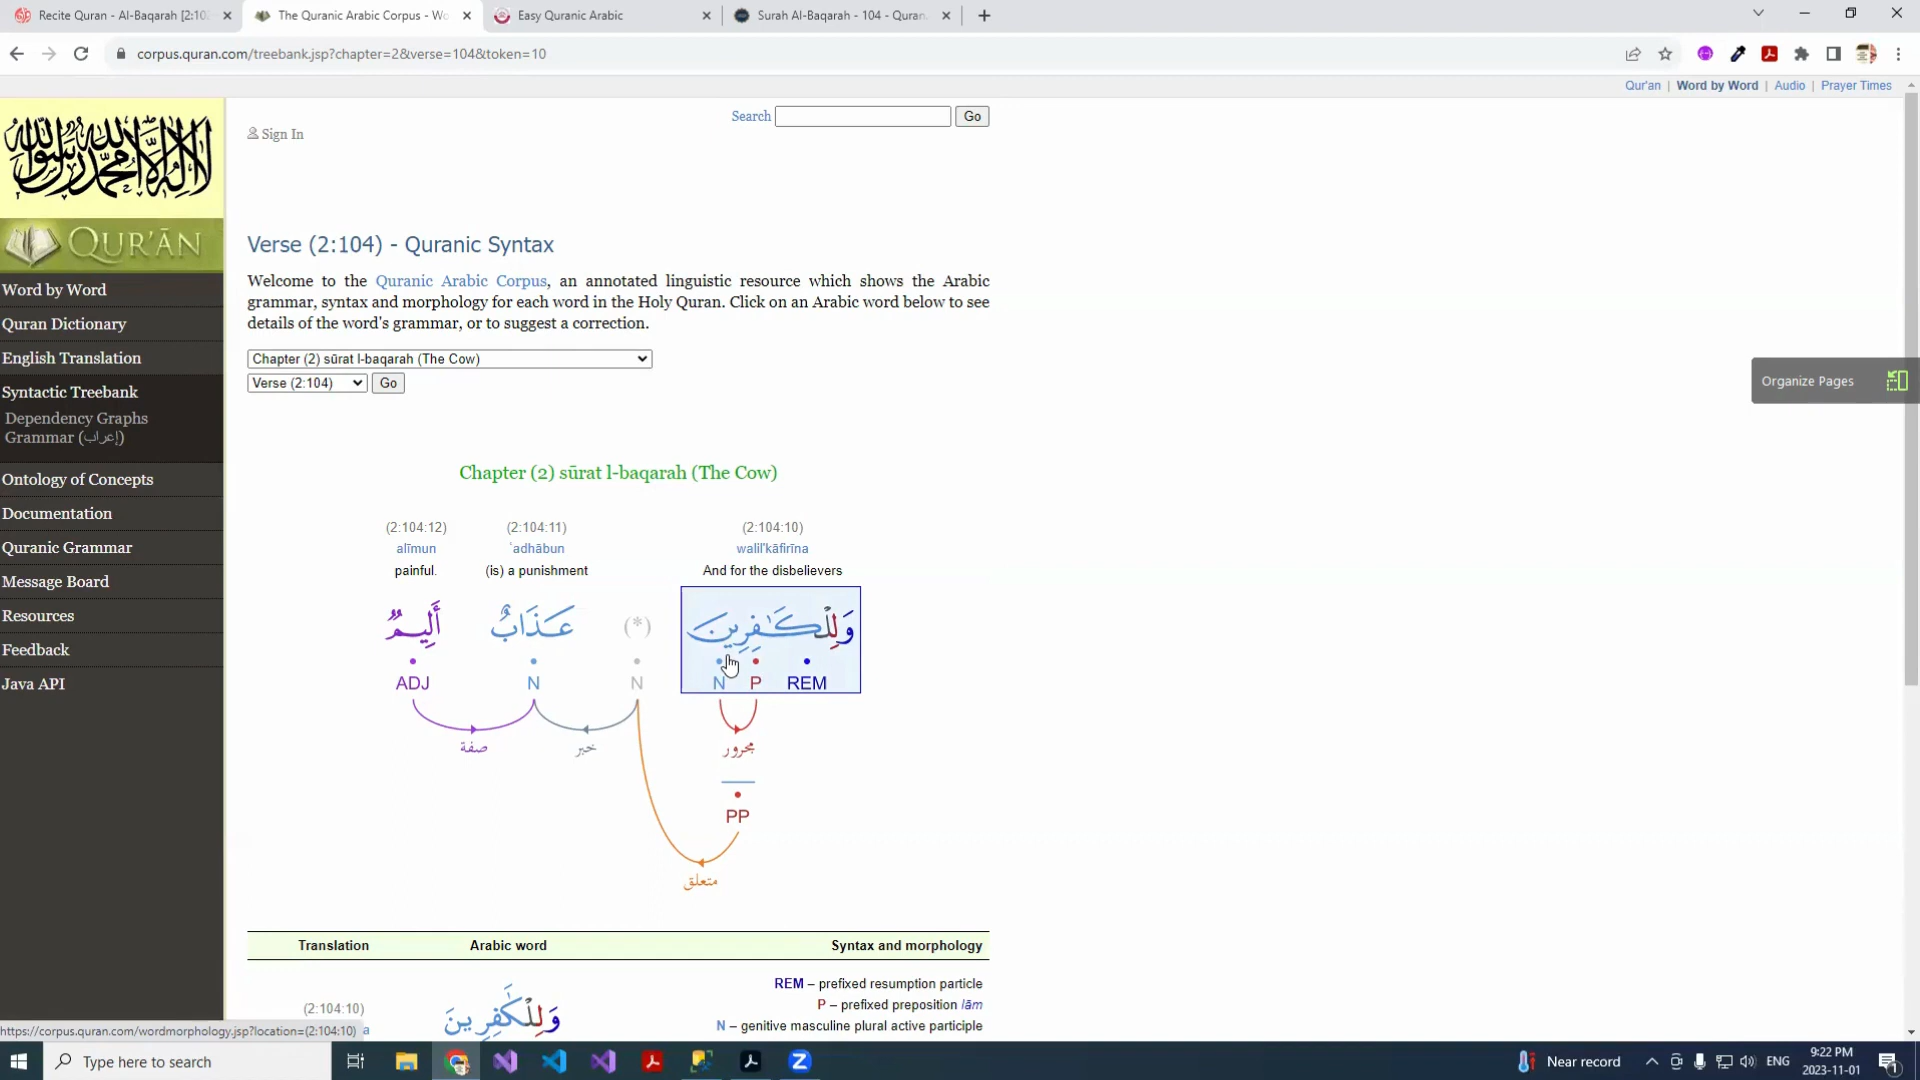 Recite Quran - Al-Baqarah [2:10
The Quranic Arabic Corpus - Wo
Easy Quranic Arabic
Surah Al-Baqarah - 104 - Quran.
corpus.quran.com/treebank.jsp?chapter=2&verse=104&token=10
Qur'an | Word by Word | Audio | Prayer Times
لا إله إلا الله محمد رسول الله
QUR'ĀN
Sign In
Search
Go
Word by Word
Quran Dictionary
English Translation
Syntactic Treebank
Dependency Graphs
Grammar (إعراب)
Ontology of Concepts
Documentation
Quranic Grammar
Message Board
Resources
Feedback
Java API
Verse (2:104) - Quranic Syntax
Welcome to the Quranic Arabic Corpus, an annotated linguistic resource which shows the Arabic
grammar, syntax and morphology for each word in the Holy Quran. Click on an Arabic word below to see
details of the word's grammar, or to suggest a correction.
Chapter (2) sūrat l-baqarah (The Cow)
Verse (2:104)
Go
Organize Pages
Chapter (2) sūrat l-baqarah (The Cow)
(2:104:12) (2:104:11) (2:104:10)
alīmun ʿadhābun walil'kāfirīna
painful. (is) a punishment And for the disbelievers
وَلِلْكَـٰفِرِينَ (*) عَذَابٌ أَلِيمٌ
ADJ N N N P REM
صفة خبر مجرور
PP
متعلق
Translation Arabic word Syntax and morphology
(2:104:10)
وَلِلْكَـٰفِرِينَ
REM – prefixed resumption particle
P – prefixed preposition lām
N – genitive masculine plural active participle
https://corpus.quran.com/wordmorphology.jsp?location=(2:104:10)
Type here to search
Near record
ENG
9:22 PM
2023-11-01
1